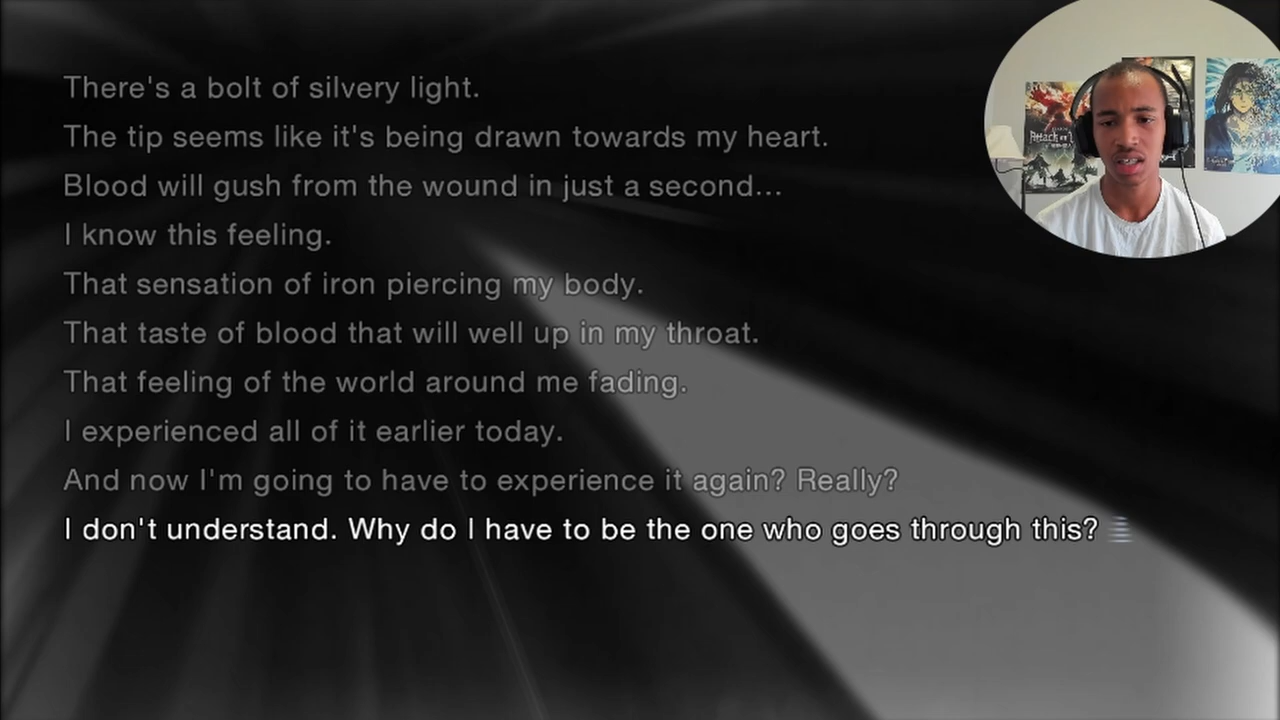 There's a bolt of silvery light.
The tip seems like it's being drawn towards my heart.
Blood will gush from the wound in just a second...
I know this feeling.
That sensation of iron piercing my body.
That taste of blood that will well up in my throat.
That feeling of the world around me fading.
I experienced all of it earlier today.
And now I'm going to have to experience it again? Really?
I don't understand. Why do I have to be the one who goes through this?
Attack